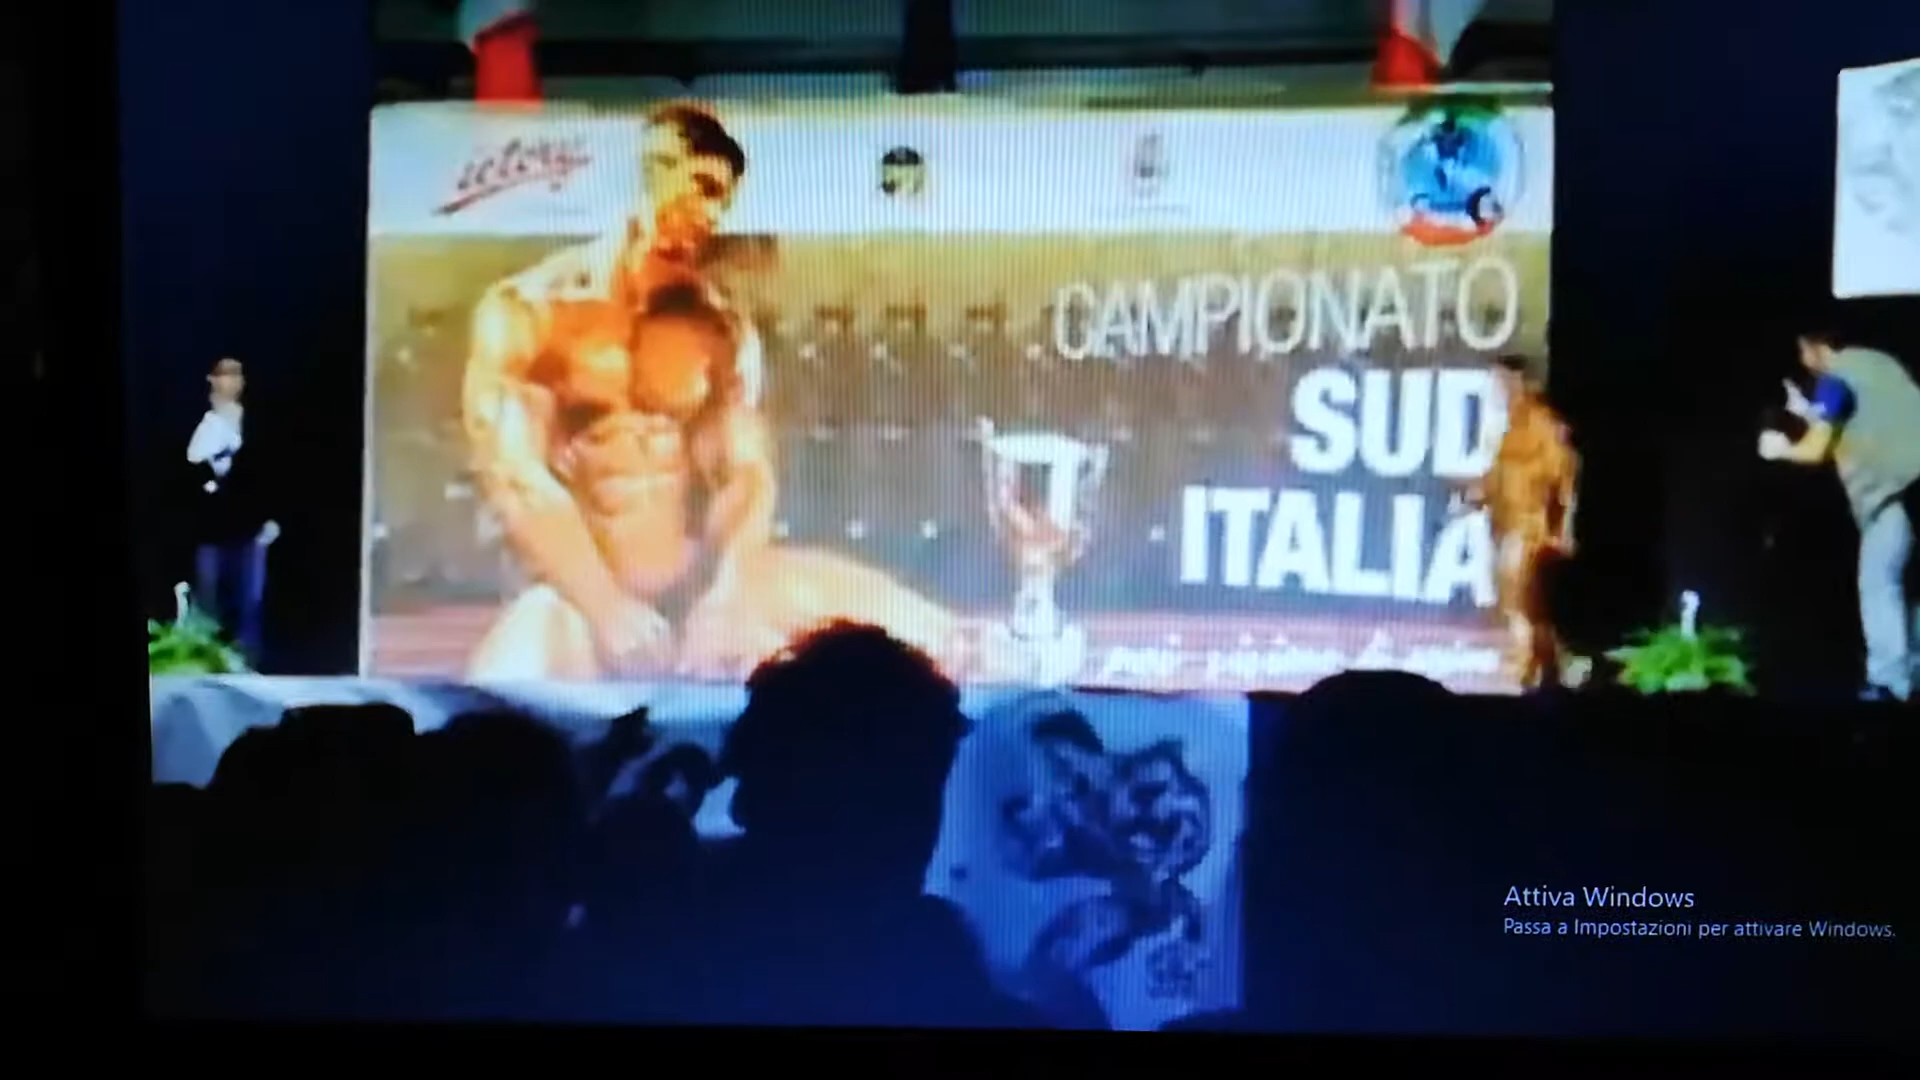 CAMPIONATO
SUD
ITALIA
Attiva Windows
Passa a Impostazioni per attivare Windows.